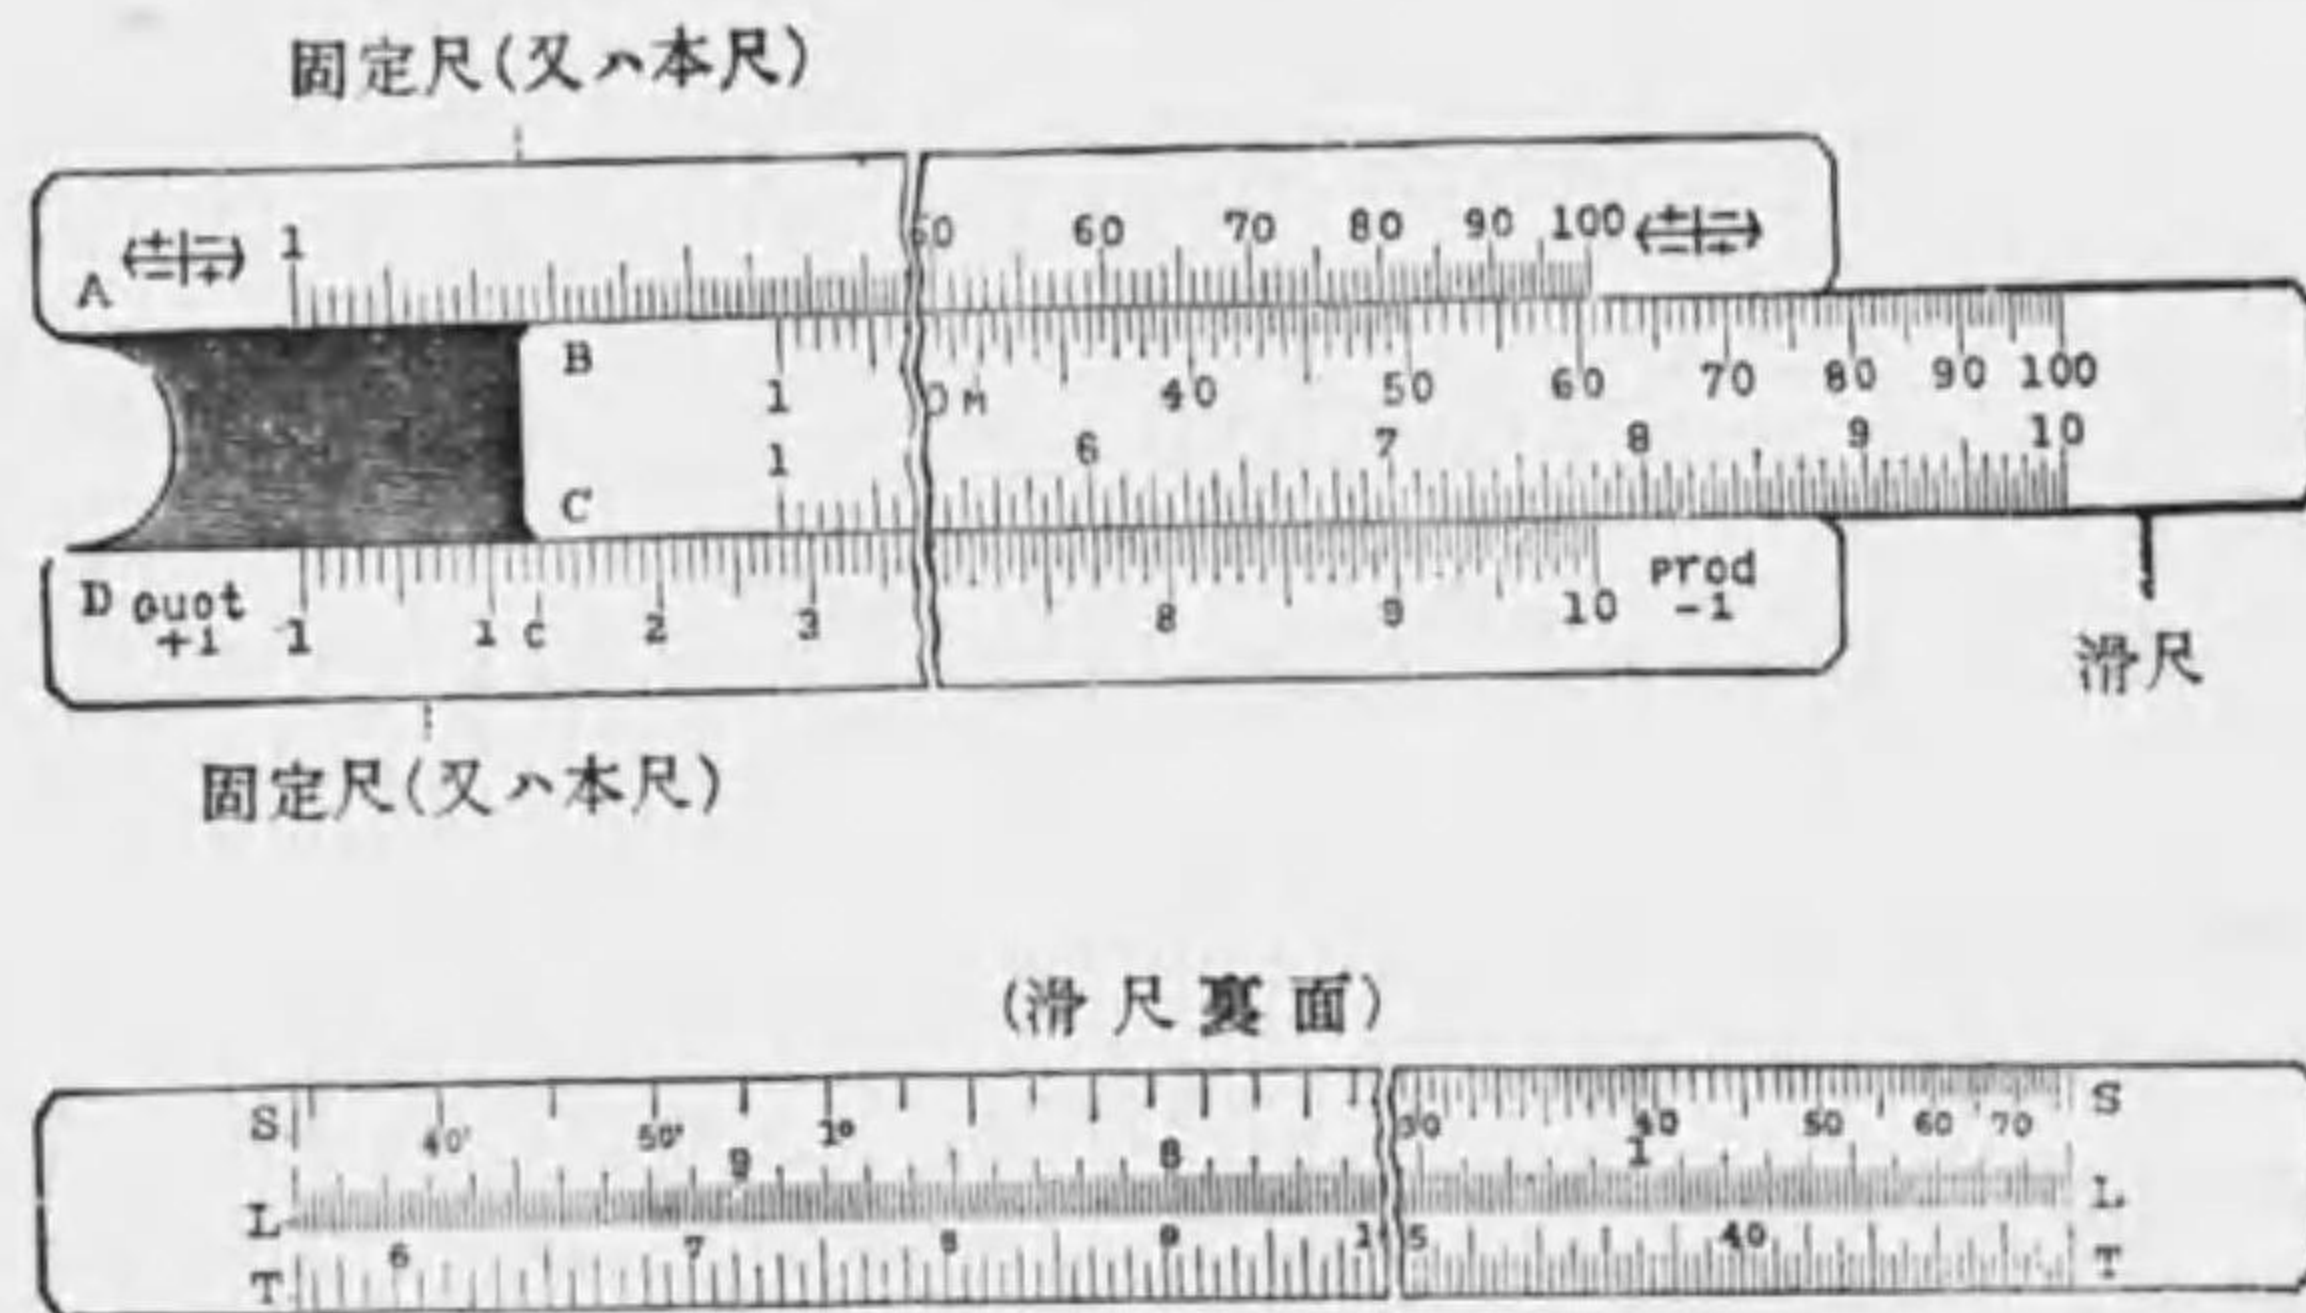 固定尺(又ハ本尺)
A (±|∓) 1 60 70 80 90 100 (±|∓)
B
1 M 40 50 60 70 80 90 100
1 6 7 8 9 10
C
D quot +1 1 1 C 2 3 8 9 10 prod -1
滑尺
固定尺(又ハ本尺)
(滑尺裏面)
S 40' 50' 1° 30 40 50 60 70 S
L 9 8 1 L
T 6 7 8 9 40 T